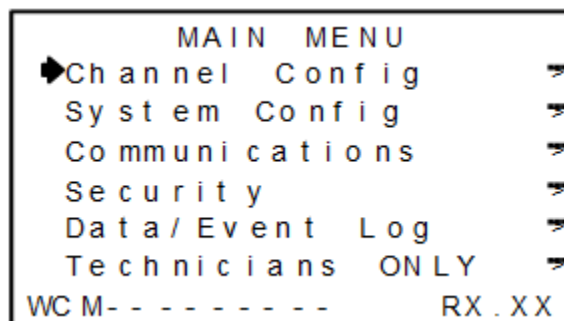 MAIN MENU
Channel Config
System Config
Communications
Security
Data/Event Log
Technicians ONLY
WCM--------- RX.XX